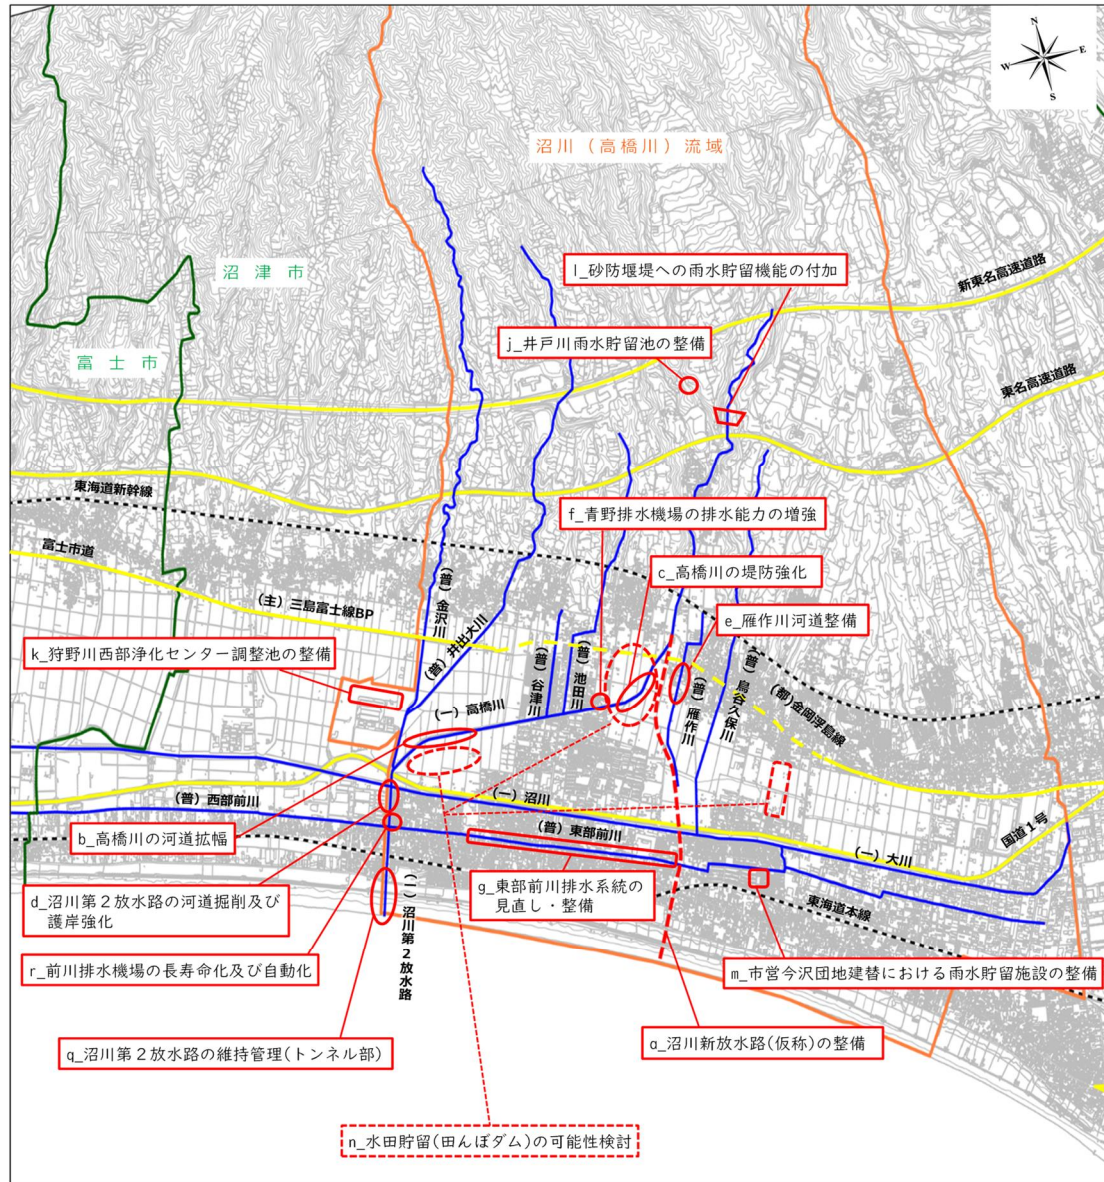 N
W
E
S
沼川（高橋川）流域
沼津市
富士市
l_砂防堰堤への雨水貯留機能の付加
新東名高速道路
j_井戸川雨水貯留池の整備
東名高速道路
東海道新幹線
f_青野排水機場の排水能力の増強
富士市道
c_高橋川の堤防強化
(主)三島富士線BP
(普)金沢川
e_雁作川河道整備
k_狩野川西部浄化センター調整池の整備
(普)井出大川
(普)谷津川
(普)池田川
(普)雁作川
(普)鳥谷久保川
(都)金岡浮島線
(一)高橋川
(普)西部前川
(一)沼川
(普)東部前川
(一)大川
国道1号
b_高橋川の河道拡幅
d_沼川第2放水路の河道掘削及び
護岸強化
(一)沼川第2放水路
g_東部前川排水系統の
見直し・整備
東海道本線
r_前川排水機場の長寿命化及び自動化
m_市営今沢団地建替における雨水貯留施設の整備
q_沼川第2放水路の維持管理(トンネル部)
a_沼川新放水路(仮称)の整備
n_水田貯留(田んぼダム)の可能性検討